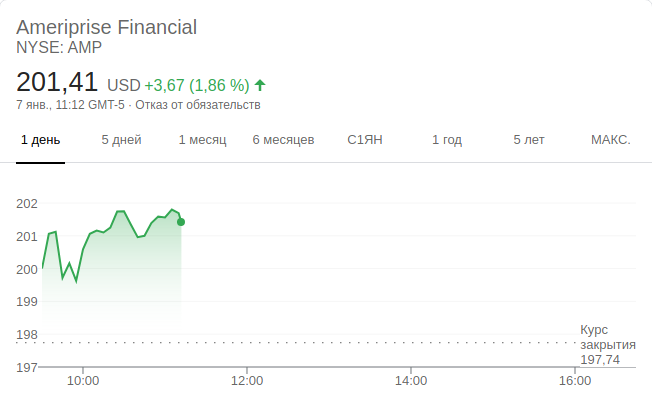 Ameriprise Financial
NYSE: AMP
201,41 USD +3,67 (1,86 %)
7 янв., 11:12 GMT-5 · Отказ от обязательств
1 день 5 дней 1 месяц 6 месяцев С1ЯН 1 год 5 лет МАКС.
202
201
200
199
198
197
Курс
закрытия
197,74
10:00 12:00 14:00 16:00